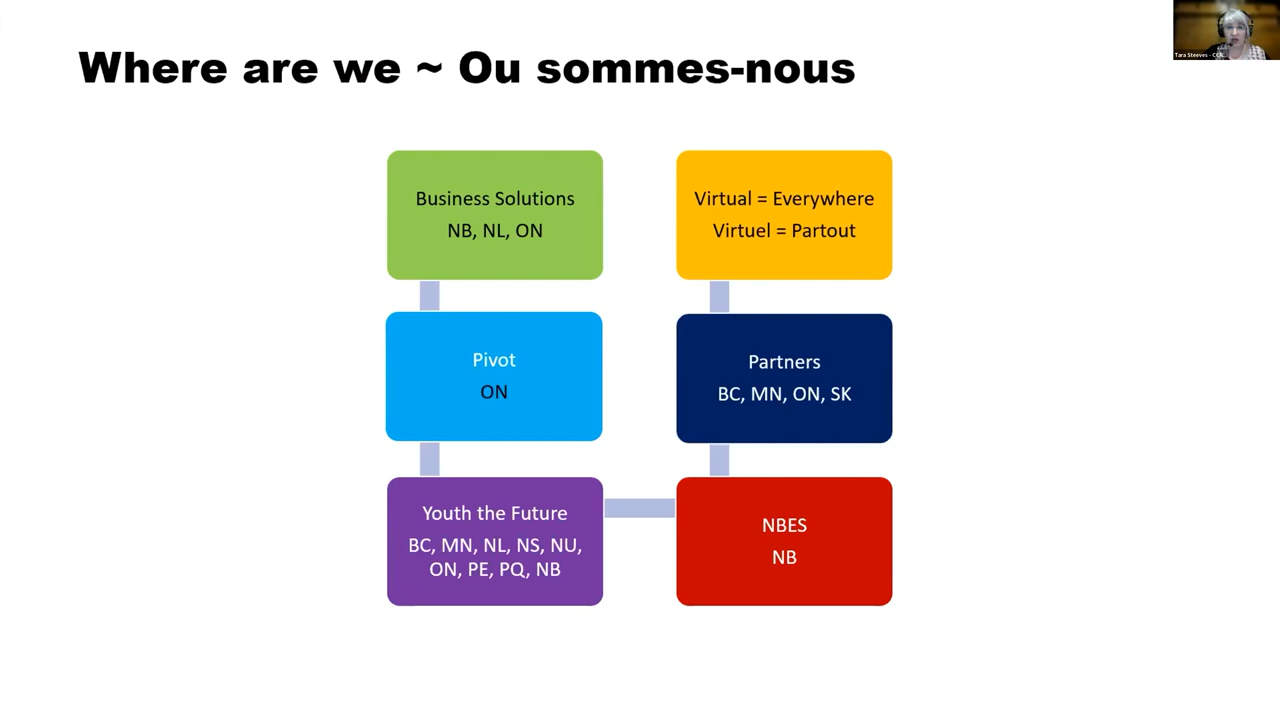 Where are we ~ Ou sommes-nous
Business Solutions
NB, NL, ON
Pivot
ON
Youth the Future
BC, MN, NL, NS, NU,
ON, PE, PQ, NB
NBES
NB
Partners
BC, MN, ON, SK
Virtual = Everywhere
Virtuel = Partout
Tara Steeves -